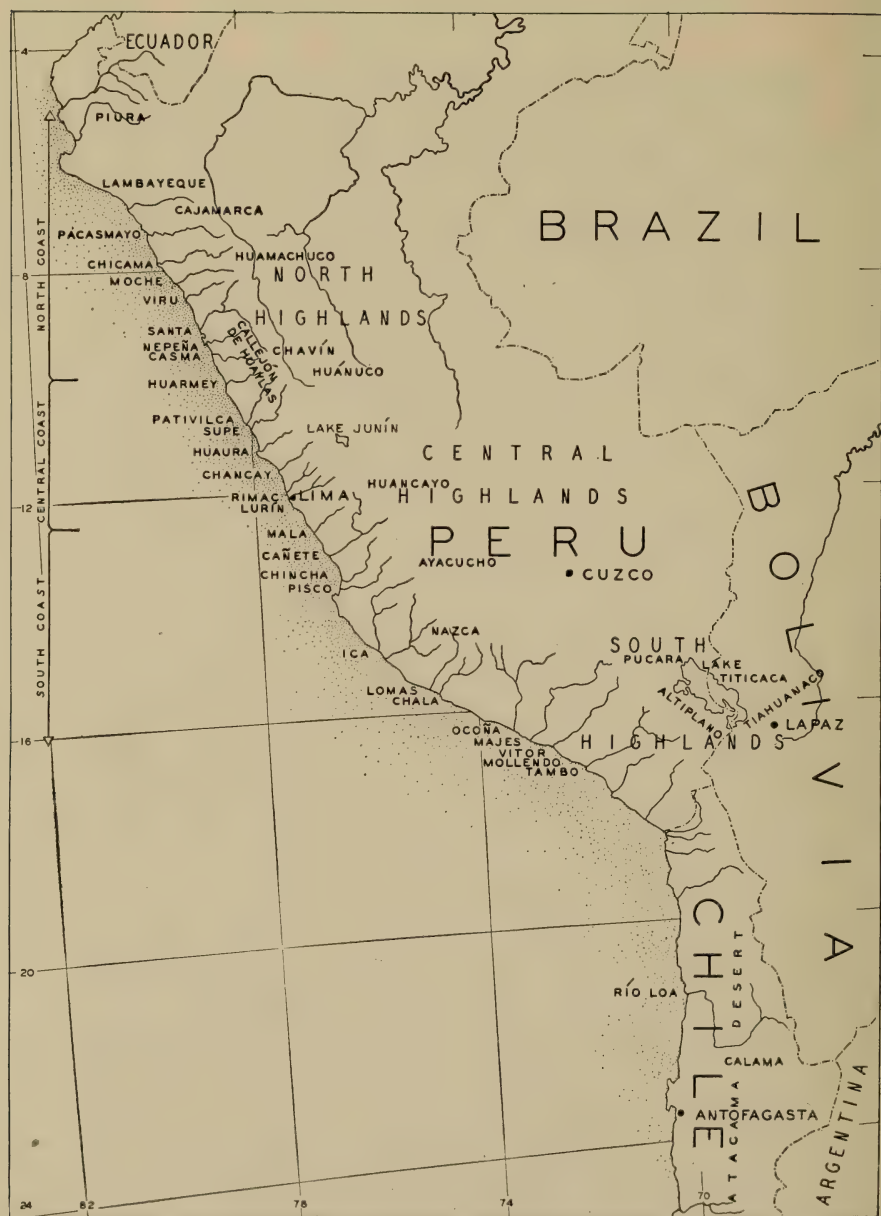 ECUADOR
4
PIURA
LAMBAYEQUE
CAJAMARCA
BRAZIL
PACASMAYO
NORTH COAST
CHICAMA
HUAMACHUCO
8
MOCHE
NORTH
VIRU
HIGHLANDS
SANTA
CALLEJÓN
DE HUAYLAS
NEPEÑA
CHAVÍN
CASMA
HUÁNUCO
HUARMEY
PATIVILCA
LAKE JUNÍN
SUPE
CENTRAL COAST
HUAURA
CENTRAL
CHANCAY
HUANCAYO
HIGHLANDS
RIMAC
LIMA
12
LURÍN
BOLIVIA
MALA
PERU
CAÑETE
AYACUCHO
CHINCHA
CUZCO
PISCO
SOUTH COAST
NAZCA
SOUTH
ICA
PUCARA
LAKE
TITICACA
LOMAS
ALTIPLANO
TIAHUANACO
CHALA
LAPAZ
OCOÑA
16
MAJES
HIGHLANDS
VITOR
MOLLENDO
TAMBO
CHILE
20
RÍO LOA
DESERT
CALAMA
ANTOFAGASTA
ATACAMA
ARGENTINA
24
82
78
74
70